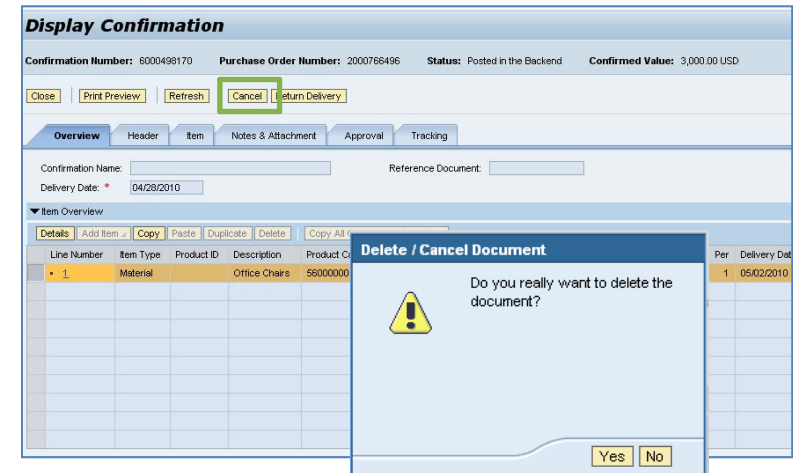 Display Confirmation
Confirmation Number: 6000498170 Purchase Order Number: 2000766496 Status: Posted in the Backend Confirmed Value: 3,000.00 USD
Close Print Preview Refresh Cancel Return Delivery
Overview Header Item Notes & Attachment Approval Tracking
Confirmation Name: Reference Document:
Delivery Date: * 04/28/2010
Item Overview
Details Add Item Copy Paste Duplicate Delete Copy All
Line Number Item Type Product ID Description Product Per Delivery Dat
1 Material Office Chairs 56000000 1 05/02/2010
Delete / Cancel Document
Do you really want to delete the
document?
Yes No